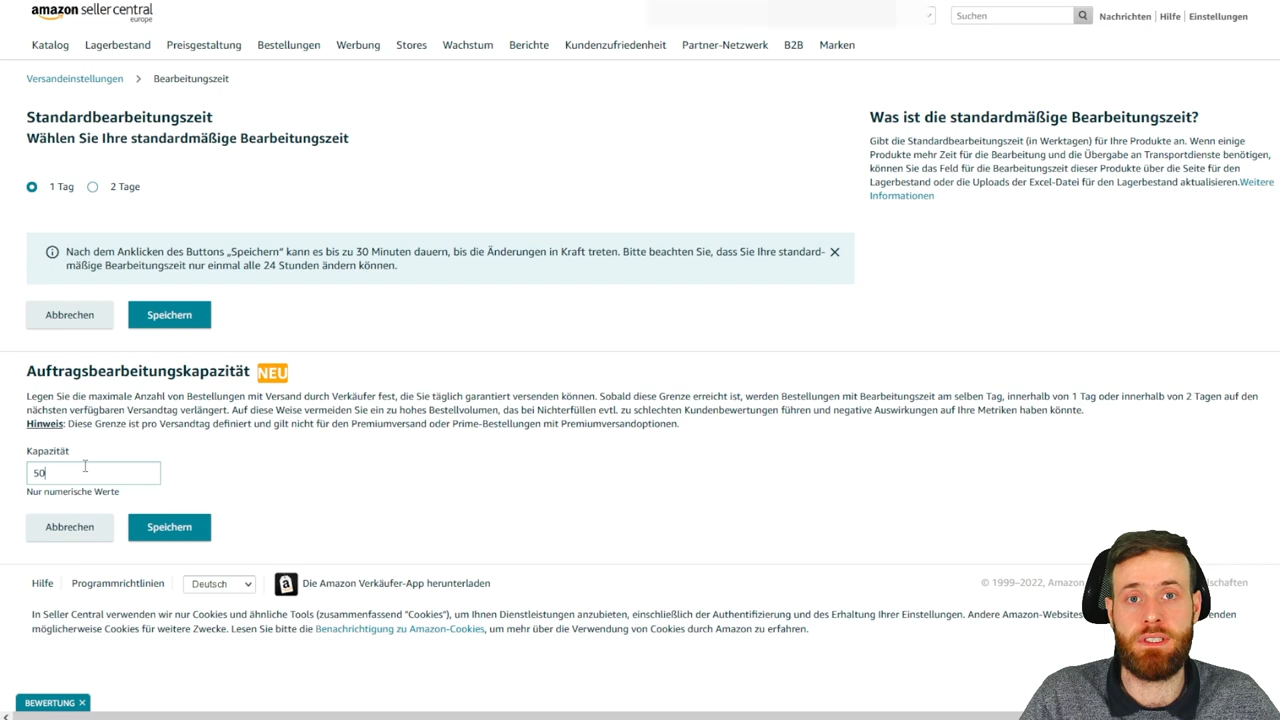 amazon seller central
europe
Suchen
Nachrichten | Hilfe | Einstellungen
Katalog Lagerbestand Preisgestaltung Bestellungen Werbung Stores Wachstum Berichte Kundenzufriedenheit Partner-Netzwerk B2B Marken
Versandeinstellungen > Bearbeitungszeit
Standardbearbeitungszeit
Wählen Sie Ihre standardmäßige Bearbeitungszeit
1 Tag 2 Tage
Was ist die standardmäßige Bearbeitungszeit?
Gibt die Standardbearbeitungszeit (in Werktagen) für Ihre Produkte an. Wenn einige
Produkte mehr Zeit für die Bearbeitung und die Übergabe an Transportdienste benötigen,
können Sie das Feld für die Bearbeitungszeit dieser Produkte über die Seite für den
Lagerbestand oder die Uploads der Excel-Datei für den Lagerbestand aktualisieren.Weitere
Informationen
Nach dem Anklicken des Buttons „Speichern“ kann es bis zu 30 Minuten dauern, bis die Änderungen in Kraft treten. Bitte beachten Sie, dass Sie Ihre standard-
mäßige Bearbeitungszeit nur einmal alle 24 Stunden ändern können.
Abbrechen Speichern
Auftragsbearbeitungskapazität NEU
Legen Sie die maximale Anzahl von Bestellungen mit Versand durch Verkäufer fest, die Sie täglich garantiert versenden können. Sobald diese Grenze erreicht ist, werden Bestellungen mit Bearbeitungszeit am selben Tag, innerhalb von 1 Tag oder innerhalb von 2 Tagen auf den
nächsten verfügbaren Versandtag verlängert. Auf diese Weise vermeiden Sie ein zu hohes Bestellvolumen, das bei Nichterfüllen evtl. zu schlechten Kundenbewertungen führen und negative Auswirkungen auf Ihre Metriken haben könnte.
Hinweis: Diese Grenze ist pro Versandtag definiert und gilt nicht für den Premiumversand oder Prime-Bestellungen mit Premiumversandoptionen.
Kapazität
50
Nur numerische Werte
Abbrechen Speichern
Hilfe Programmrichtlinien Deutsch Die Amazon Verkäufer-App herunterladen
© 1999–2022, Amazon
In Seller Central verwenden wir nur Cookies und ähnliche Tools (zusammenfassend "Cookies"), um Ihnen Dienstleistungen anzubieten, einschließlich der Authentifizierung und des Erhaltung Ihrer Einstellungen. Andere Amazon-Websites
möglicherweise Cookies für weitere Zwecke. Lesen Sie bitte die Benachrichtigung zu Amazon-Cookies, um mehr über die Verwendung von Cookies durch Amazon zu erfahren.
BEWERTUNG ×